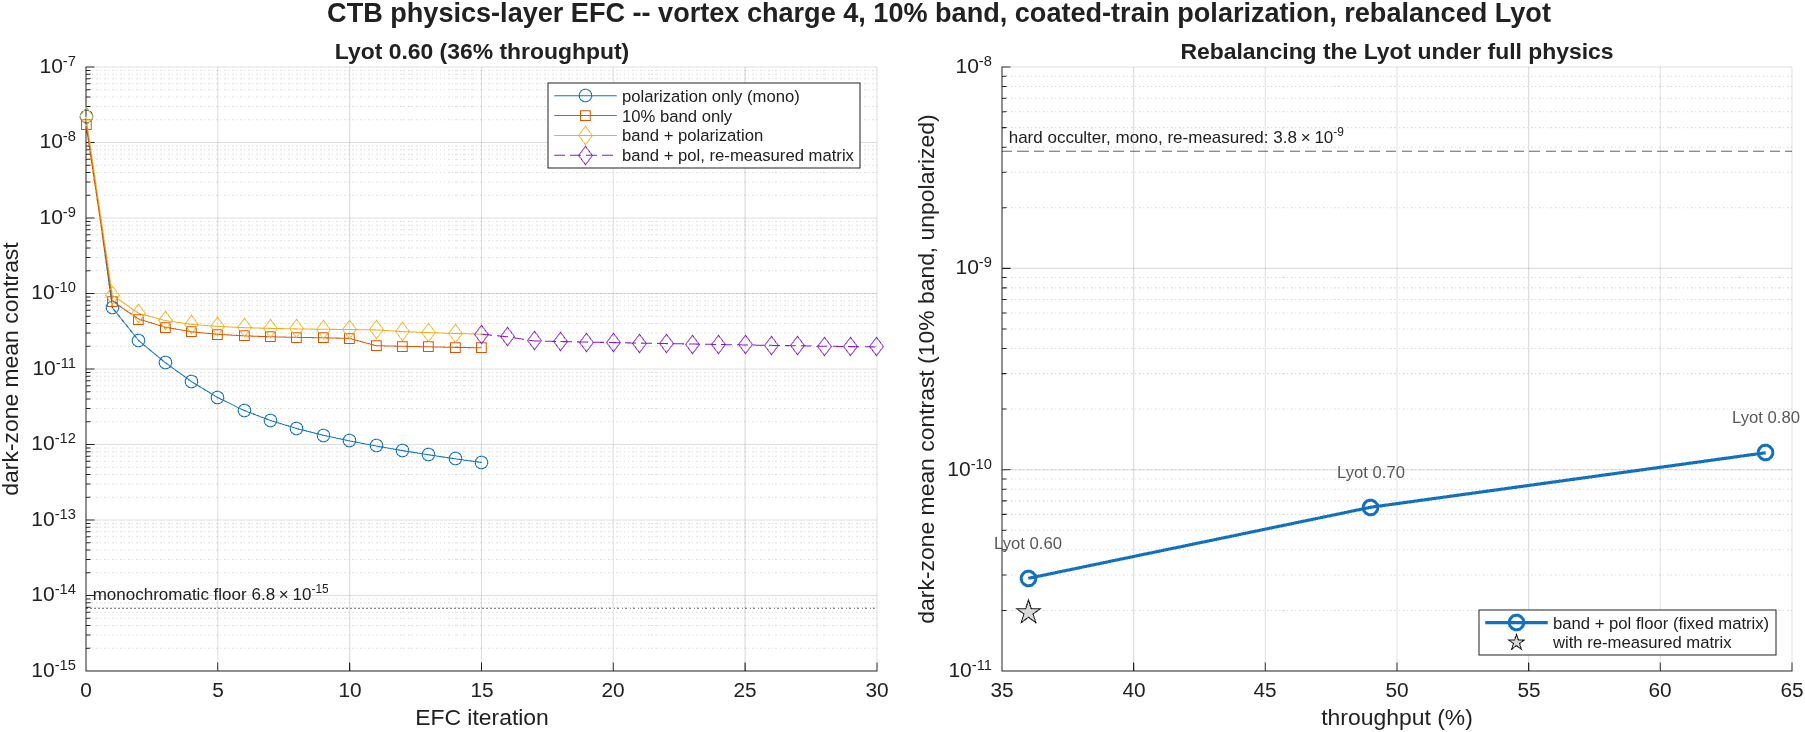 CTB physics-layer EFC -- vortex charge 4, 10% band, coated-train polarization, rebalanced Lyot
Lyot 0.60 (36% throughput)
dark-zone mean contrast
10^-7
10^-8
10^-9
10^-10
10^-11
10^-12
10^-13
10^-14
10^-15
polarization only (mono)
10% band only
band + polarization
band + pol, re-measured matrix
monochromatic floor 6.8 × 10^-15
0 5 10 15 20 25 30
EFC iteration
Rebalancing the Lyot under full physics
dark-zone mean contrast (10% band, unpolarized)
10^-8
10^-9
10^-10
10^-11
hard occulter, mono, re-measured: 3.8 × 10^-9
Lyot 0.80
Lyot 0.70
Lyot 0.60
band + pol floor (fixed matrix)
with re-measured matrix
35 40 45 50 55 60 65
throughput (%)